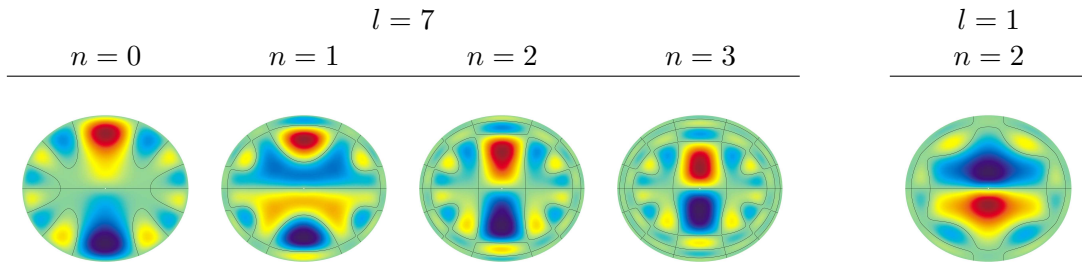 l = 7 l = 1
n = 0 n = 1 n = 2 n = 3 n = 2